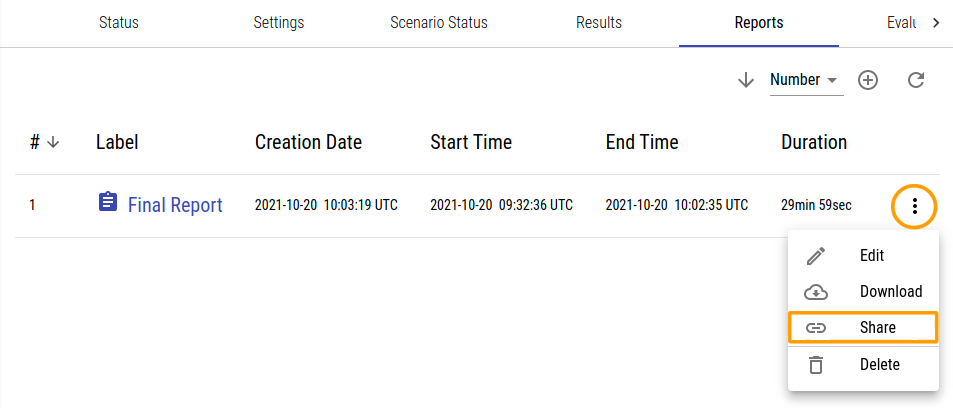 Status Settings Scenario Status Results Reports Evalu
Number
# Label Creation Date Start Time End Time Duration
1 Final Report 2021-10-20 10:03:19 UTC 2021-10-20 09:32:36 UTC 2021-10-20 10:02:35 UTC 29min 59sec
Edit
Download
Share
Delete